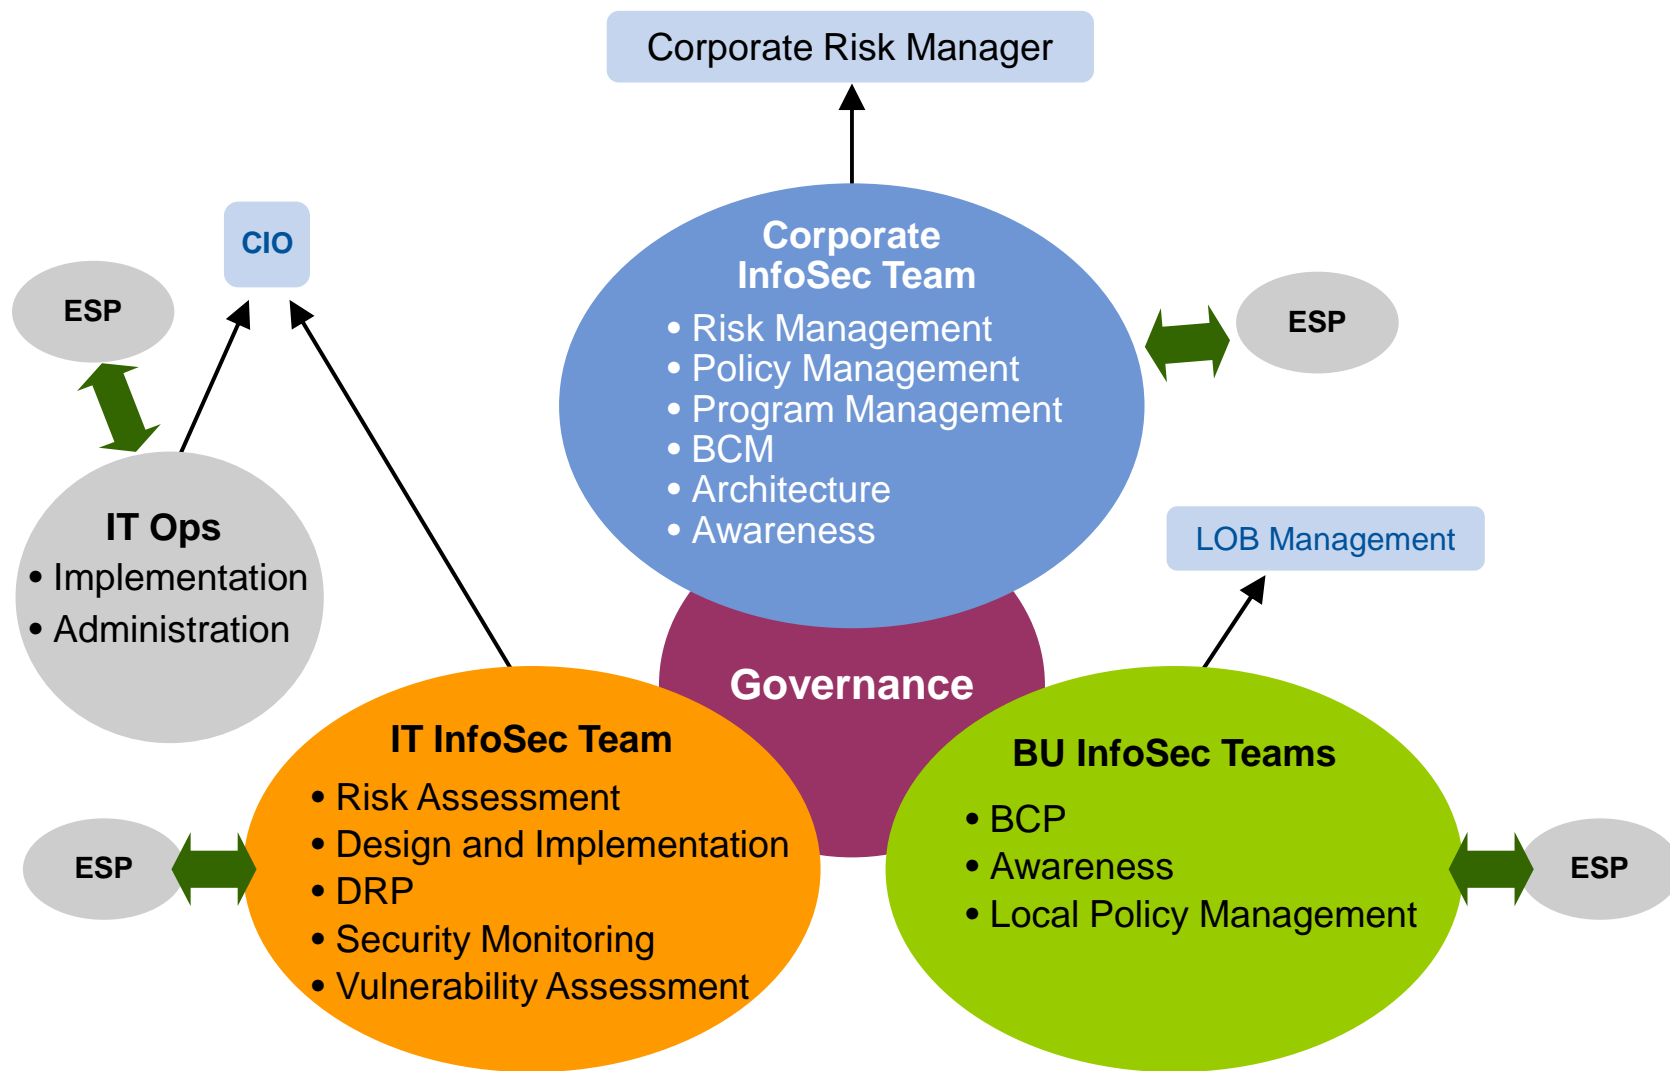 Corporate Risk Manager
CIO
ESP
Corporate
InfoSec Team
• Risk Management
• Policy Management
• Program Management
• BCM
• Architecture
• Awareness
ESP
IT Ops
• Implementation
• Administration
LOB Management
Governance
IT InfoSec Team
• Risk Assessment
• Design and Implementation
• DRP
• Security Monitoring
• Vulnerability Assessment
ESP
BU InfoSec Teams
• BCP
• Awareness
• Local Policy Management
ESP